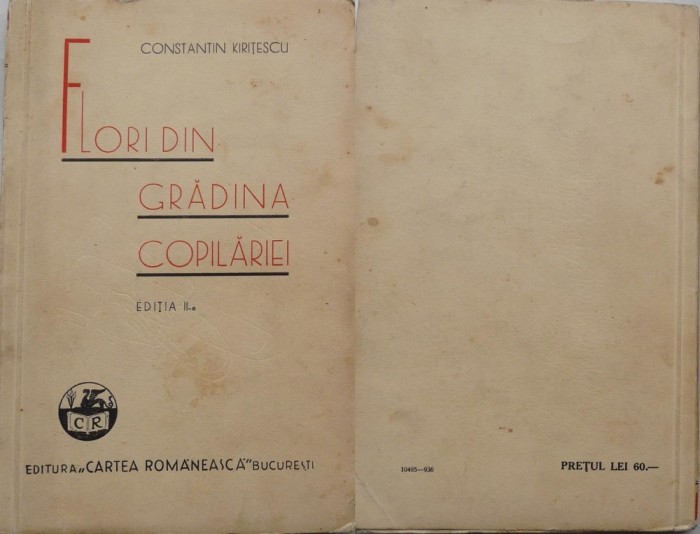 CONSTANTIN KIRIȚESCU
FLORI DIN
GRĂDINA
COPILĂRIEI
EDIȚIA II-a
CR
EDITURA „CARTEA ROMÂNEASCĂ" BUCUREȘTI
10405—936
PREȚUL LEI 60.—